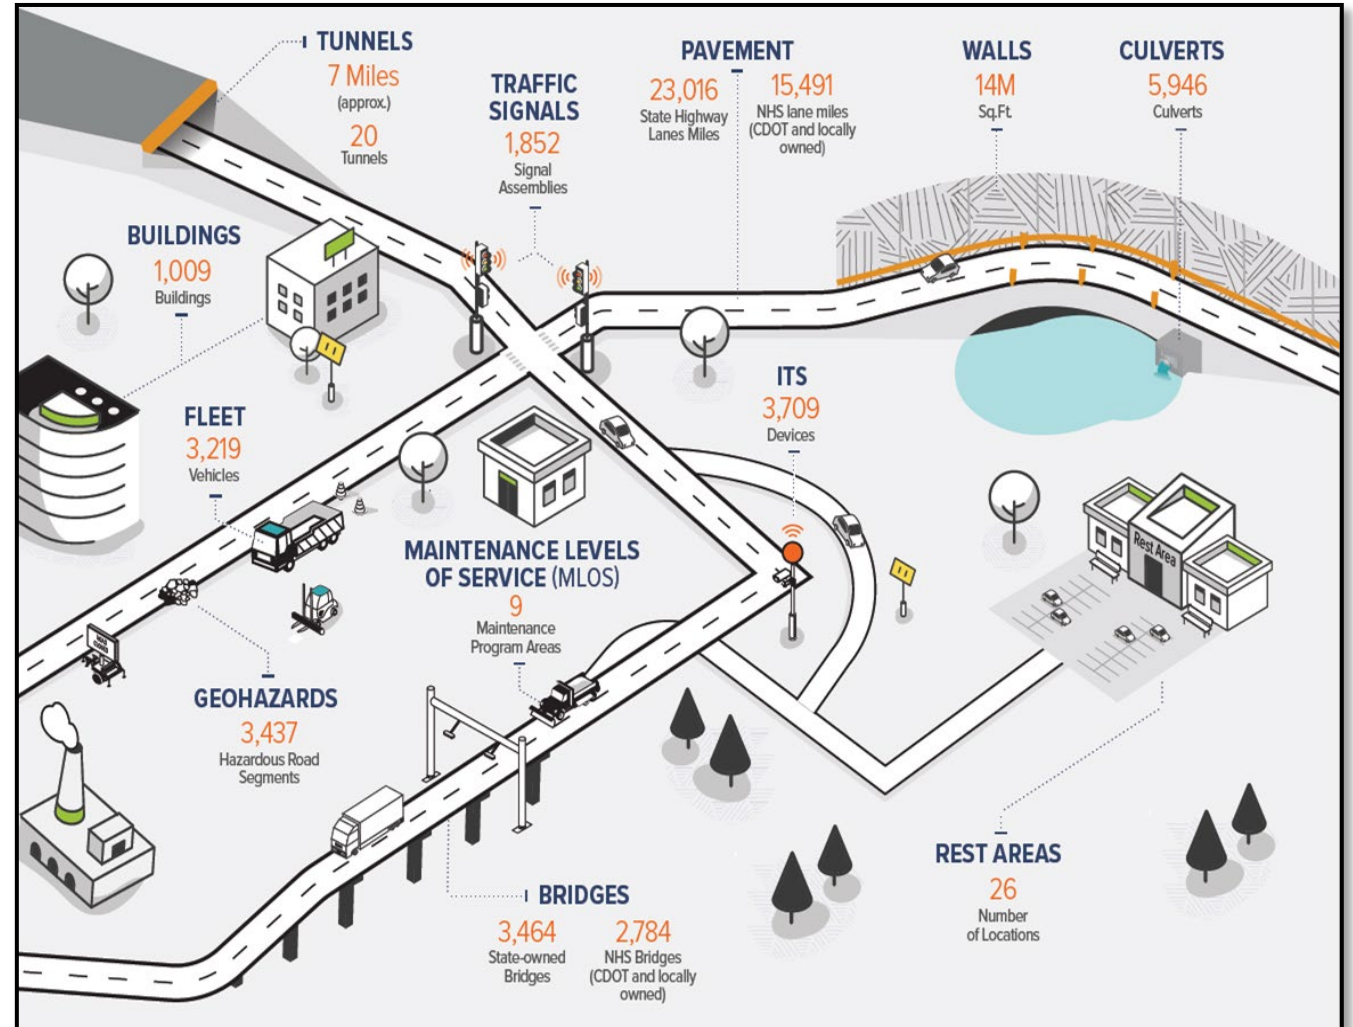 TUNNELS
7 Miles
(approx.)
20
Tunnels
TRAFFIC
SIGNALS
1,852
Signal
Assemblies
PAVEMENT
23,016
State Highway
Lanes Miles
15,491
NHS lane miles
(CDOT and locally
owned)
WALLS
14M
Sq.Ft.
CULVERTS
5,946
Culverts
BUILDINGS
1,009
Buildings
FLEET
3,219
Vehicles
ITS
3,709
Devices
MAINTENANCE LEVELS
OF SERVICE (MLOS)
9
Maintenance
Program Areas
Rest Area
GEOHAZARDS
3,437
Hazardous Road
Segments
BRIDGES
3,464
State-owned
Bridges
2,784
NHS Bridges
(CDOT and locally
owned)
REST AREAS
26
Number
of Locations